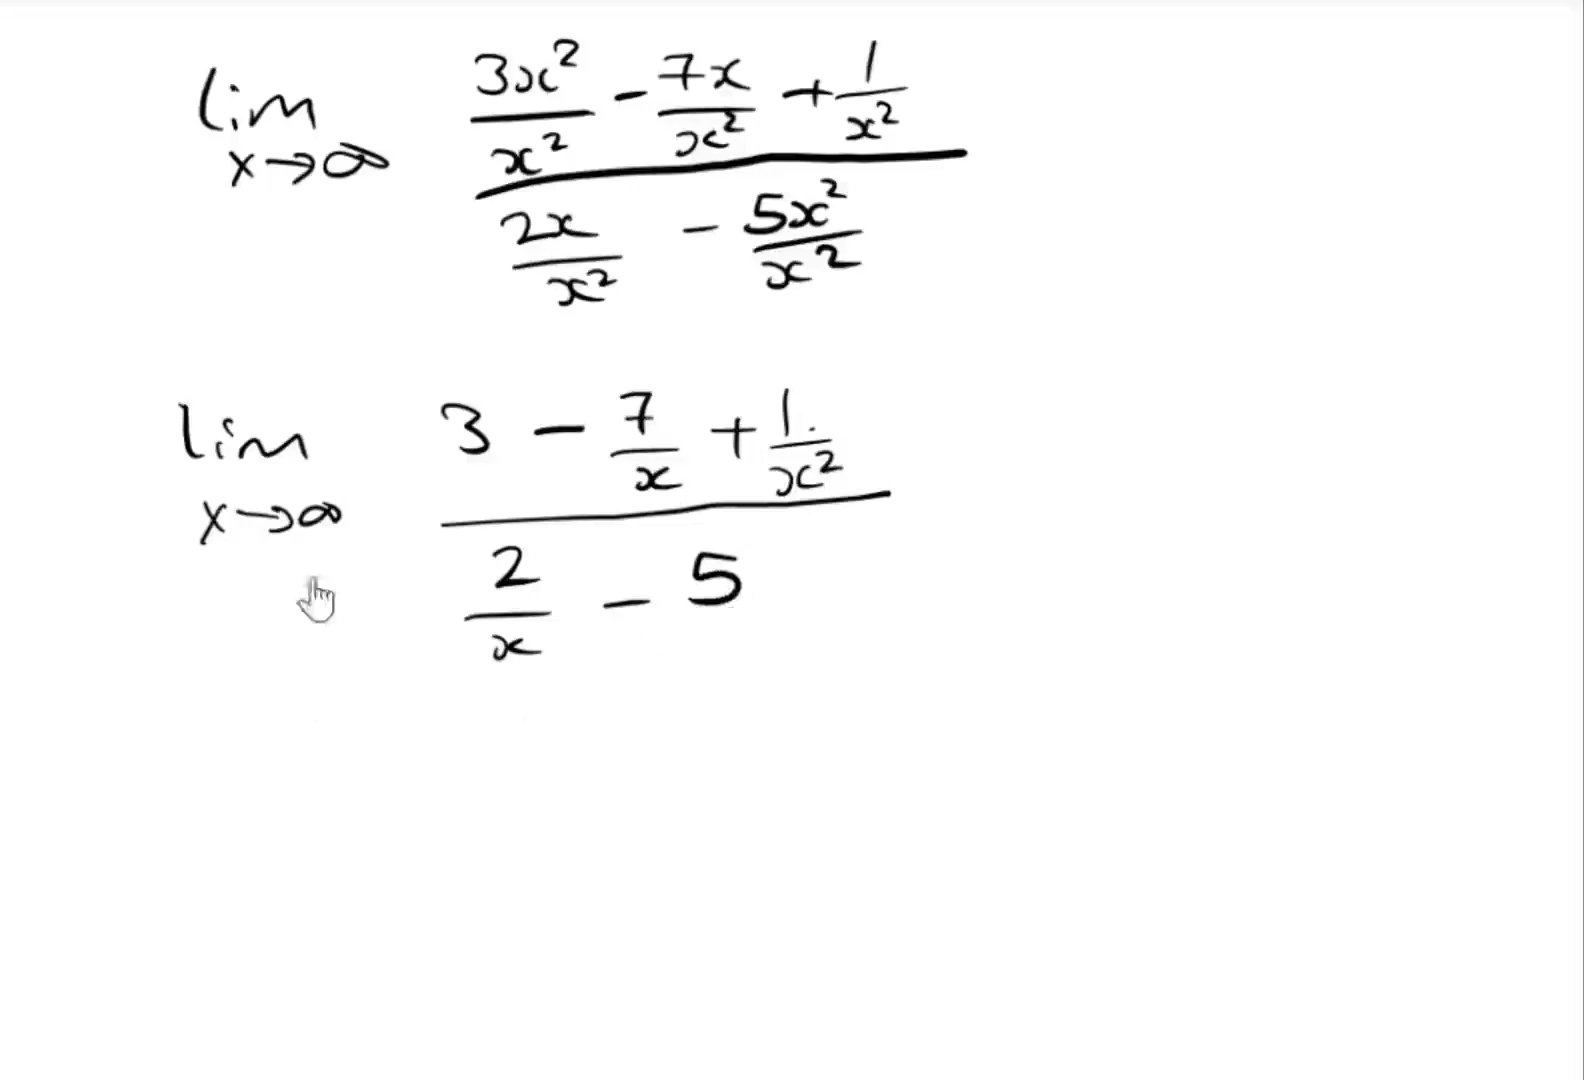 lim x→∞ (3x²/x² - 7x/x² + 1/x²) / (2x/x² - 5x²/x²)
lim x→∞ (3 - 7/x + 1/x²) / (2/x - 5)